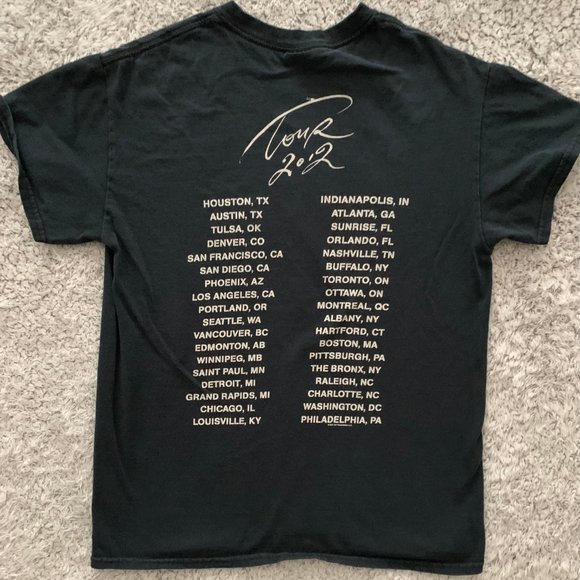 Tour
2012
HOUSTON, TX
AUSTIN, TX
TULSA, OK
DENVER, CO
SAN FRANCISCO, CA
SAN DIEGO, CA
PHOENIX, AZ
LOS ANGELES, CA
PORTLAND, OR
SEATTLE, WA
VANCOUVER, BC
EDMONTON, AB
WINNIPEG, MB
SAINT PAUL, MN
DETROIT, MI
GRAND RAPIDS, MI
CHICAGO, IL
LOUISVILLE, KY
INDIANAPOLIS, IN
ATLANTA, GA
SUNRISE, FL
ORLANDO, FL
NASHVILLE, TN
BUFFALO, NY
TORONTO, ON
OTTAWA, ON
MONTREAL, QC
ALBANY, NY
HARTFORD, CT
BOSTON, MA
PITTSBURGH, PA
THE BRONX, NY
RALEIGH, NC
CHARLOTTE, NC
WASHINGTON, DC
PHILADELPHIA, PA